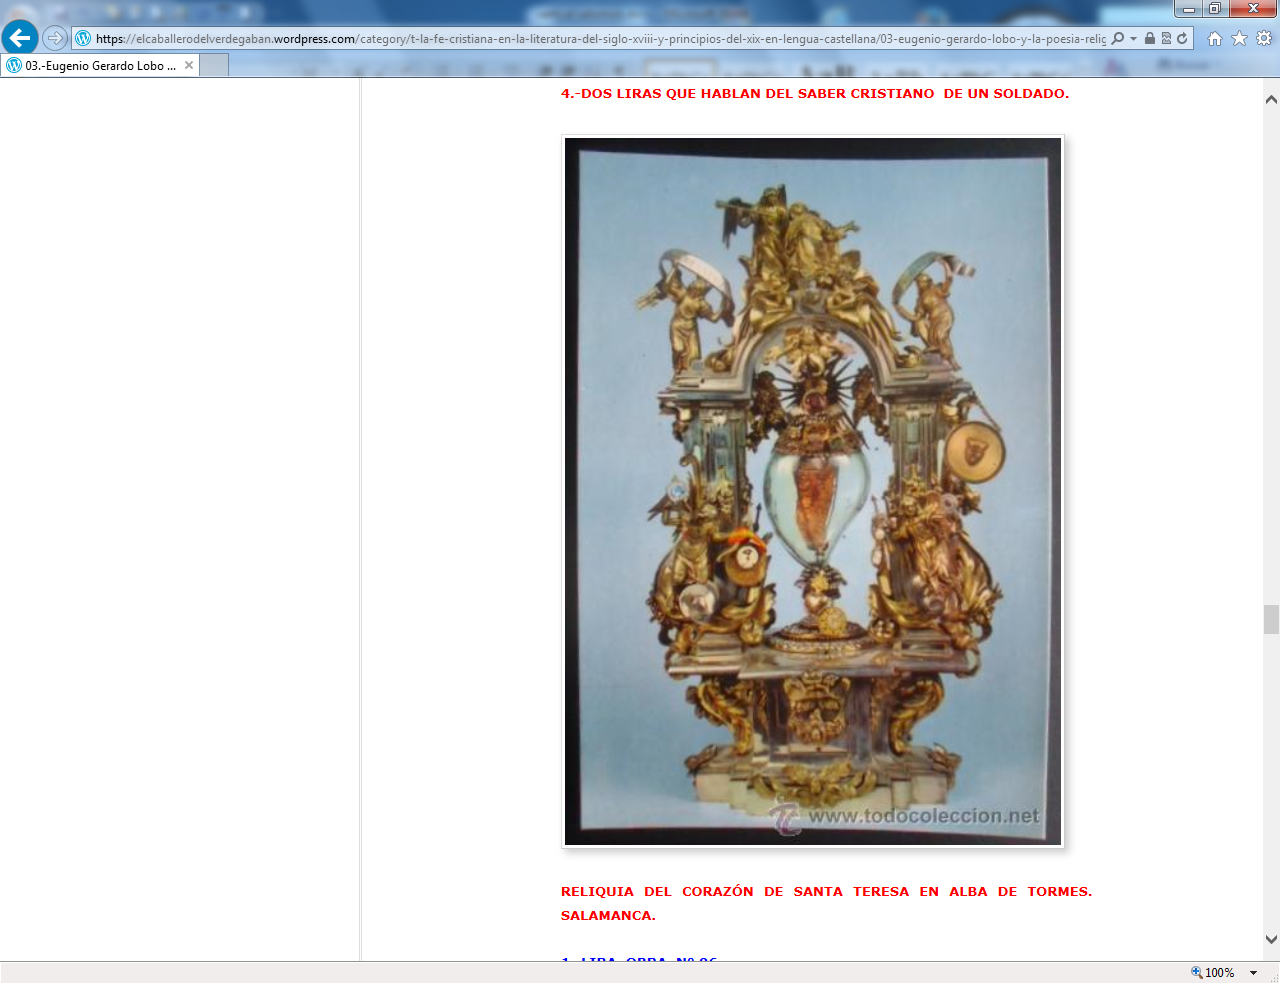 https://elcaballerodelverdegaban.wordpress.com/category/t-la-fe-cristiana-en-la-literatura-del-siglo-xviii-y-principios-del-xix-en-lengua-castellana/03-eugenio-gerardo-lobo-y-la-poesia-relig
03.-Eugenio Gerardo Lobo ...
4.-DOS LIRAS QUE HABLAN DEL SABER CRISTIANO DE UN SOLDADO.
www.todocoleccion.net
RELIQUIA DEL CORAZÓN DE SANTA TERESA EN ALBA DE TORMES.
SALAMANCA.
100%